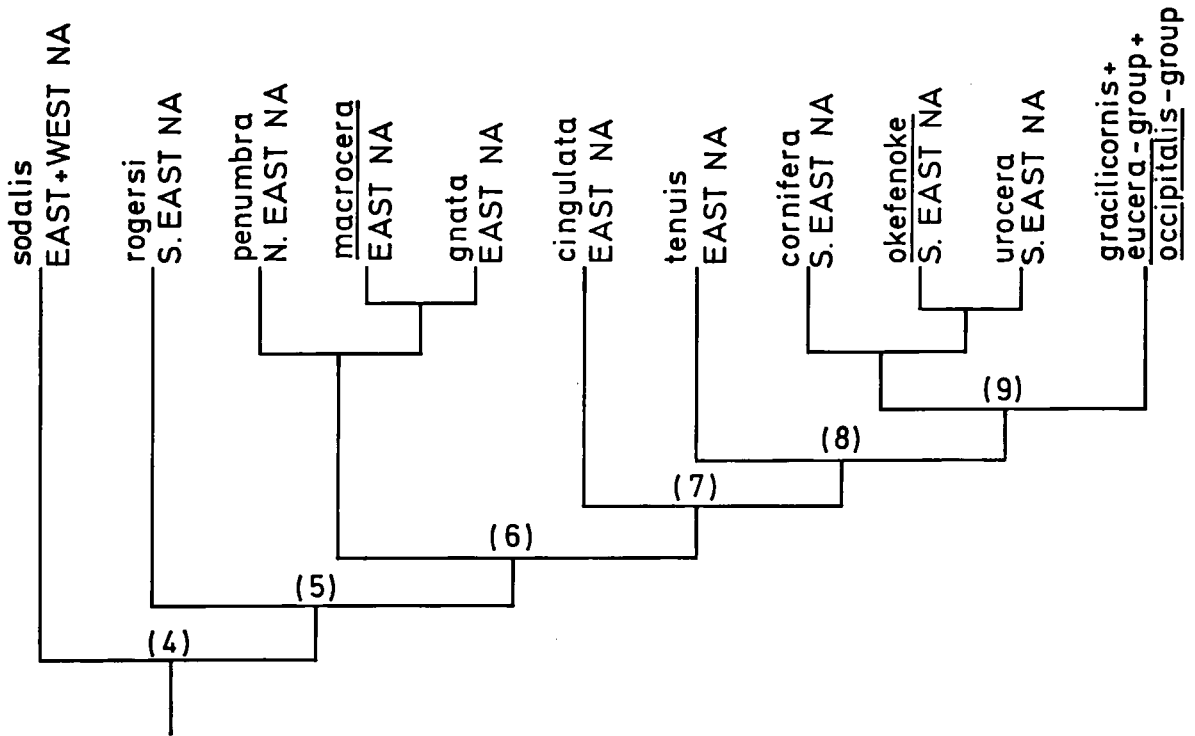 sodalis
EAST+WEST NA
rogersi
S. EAST NA
penumbra
N. EAST NA
macrocera
EAST NA
gnata
EAST NA
cingulata
EAST NA
tenuis
EAST NA
cornifera
S. EAST NA
okefenoke
S. EAST NA
urocera
S. EAST NA
gracilicornis+
eucera-group+
occipitalis-group
(9)
(8)
(7)
(6)
(5)
(4)